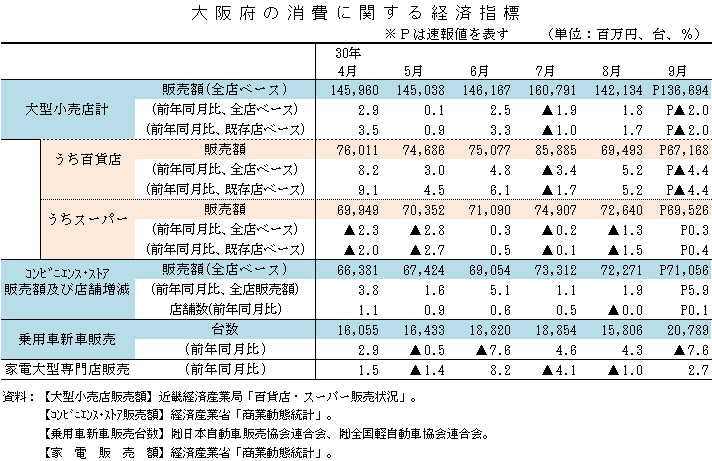 大阪府の消費に関する経済指標
※Ｐは速報値を表す　　（単位：百万円、台、％）
30年
4月 5月 6月 7月 8月 9月
大型小売店計 販売額(全店ベース) 145,960 145,038 146,167 160,791 142,134 P136,694
(前年同月比、全店ベース) 2.9 0.1 2.5 ▲1.9 1.8 P▲2.0
(前年同月比、既存店ベース) 3.5 0.9 3.3 ▲1.0 1.7 P▲2.0
うち百貨店 販売額 76,011 74,686 75,077 85,885 69,493 P67,168
(前年同月比、全店ベース) 8.2 3.0 4.8 ▲3.4 5.2 P▲4.4
(前年同月比、既存店ベース) 9.1 4.5 6.1 ▲1.7 5.2 P▲4.4
うちスーパー 販売額 69,949 70,352 71,090 74,907 72,640 P69,526
(前年同月比、全店ベース) ▲2.3 ▲2.8 0.3 ▲0.2 ▲1.3 P0.3
(前年同月比、既存店ベース) ▲2.0 ▲2.7 0.5 ▲0.1 ▲1.5 P0.4
ｺﾝﾋﾞﾆｴﾝｽ・ｽﾄｱ 販売額及び店舗増減 販売額(全店ベース) 66,381 67,424 69,054 73,312 72,271 P71,056
(前年同月比、全店販売額) 3.8 1.6 5.1 1.1 1.9 P5.9
店舗数(前年同月比) 1.1 0.9 0.6 0.5 ▲0.0 P0.1
乗用車新車販売 台数 16,055 16,433 18,820 18,854 15,806 20,789
(前年同月比) 2.9 ▲0.5 ▲7.6 4.6 4.3 ▲7.6
家電大型専門店販売 (前年同月比) 1.5 ▲1.4 8.2 ▲4.1 ▲1.0 2.7
資料：【大型小売店販売額】近畿経済産業局「百貨店・スーパー販売状況」。
【ｺﾝﾋﾞﾆｴﾝｽ・ｽﾄｱ販売額】経済産業省「商業動態統計」。
【乗用車新車販売台数】㈳日本自動車販売協会連合会、㈳全国軽自動車協会連合会。
【家　電　販　売　額】経済産業省「商業動態統計」。